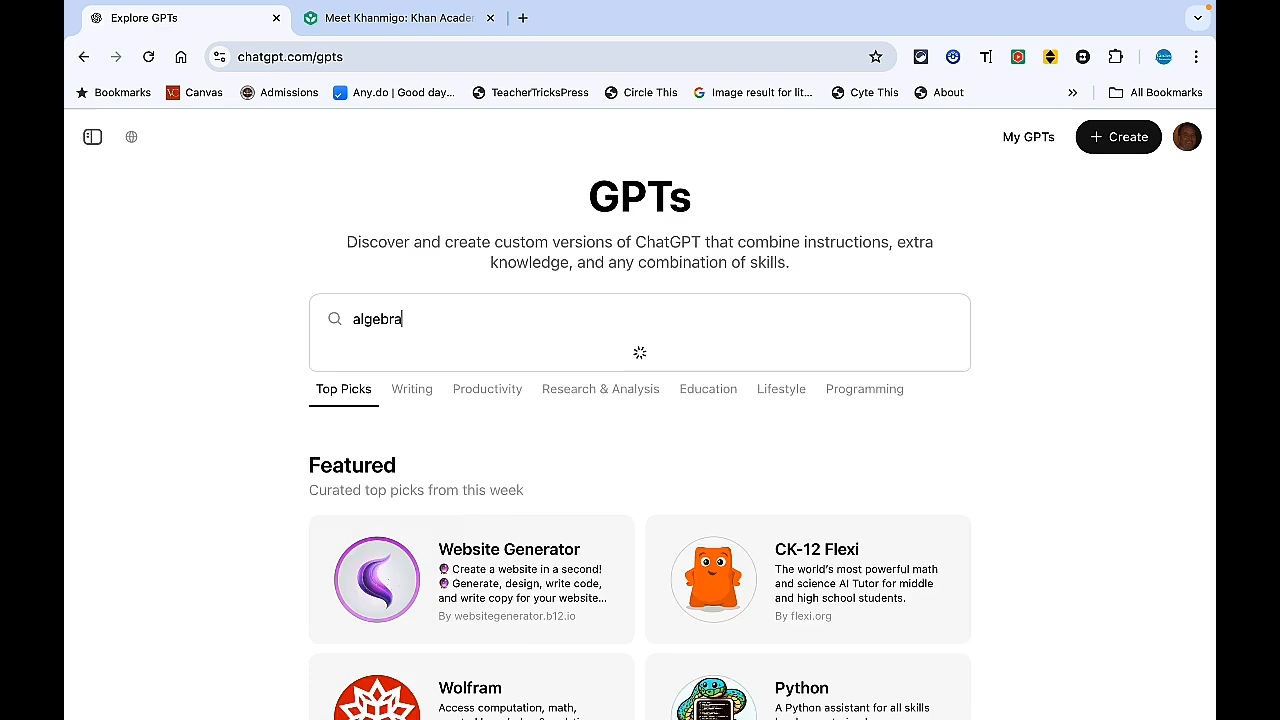 Explore GPTs
Meet Khanmigo: Khan Acade
chatgpt.com/gpts
Bookmarks
Canvas
Admissions
Any.do | Good day...
TeacherTricksPress
Circle This
Image result for lit...
Cyte This
About
All Bookmarks
My GPTs
+ Create
GPTs
Discover and create custom versions of ChatGPT that combine instructions, extra
knowledge, and any combination of skills.
algebra
Top Picks
Writing
Productivity
Research & Analysis
Education
Lifestyle
Programming
Featured
Curated top picks from this week
Website Generator
Create a website in a second!
Generate, design, write code,
and write copy for your website...
By websitegenerator.b12.io
CK-12 Flexi
The world's most powerful math
and science AI Tutor for middle
and high school students.
By flexi.org
Wolfram
Access computation, math,
Python
A Python assistant for all skills